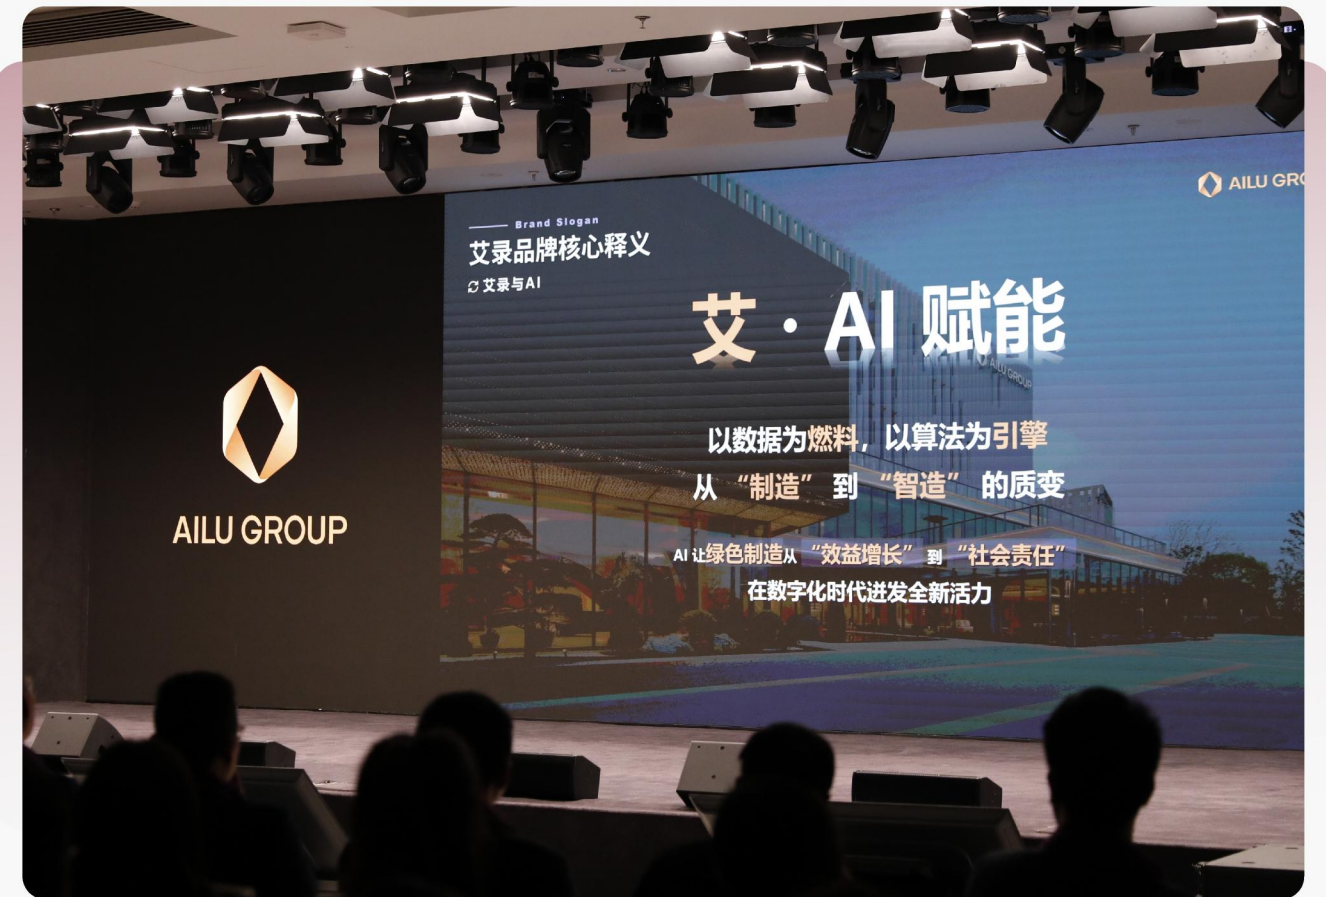 AILU GROUP
Brand Slogan
艾录品牌核心释义
艾录与AI
艾·AI 赋能
以数据为燃料，以算法为引擎
从 “制造” 到 “智造” 的质变
AI 让绿色制造从 “效益增长” 到 “社会责任”
在数字化时代迸发全新活力
AILU GRO
AILU GROUP